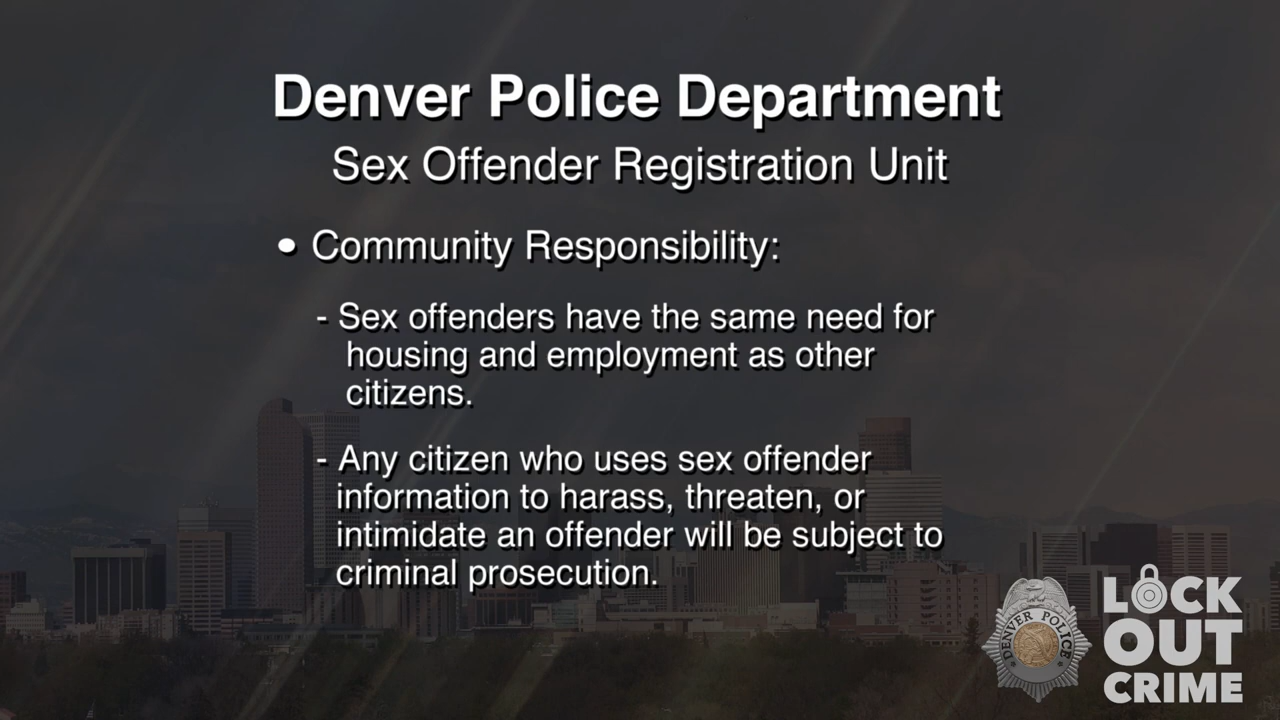 Denver Police Department
Sex Offender Registration Unit
• Community Responsibility:
- Sex offenders have the same need for
housing and employment as other
citizens.
- Any citizen who uses sex offender
information to harass, threaten, or
intimidate an offender will be subject to
criminal prosecution.
DENVER POLICE
LOCK
OUT
CRIME